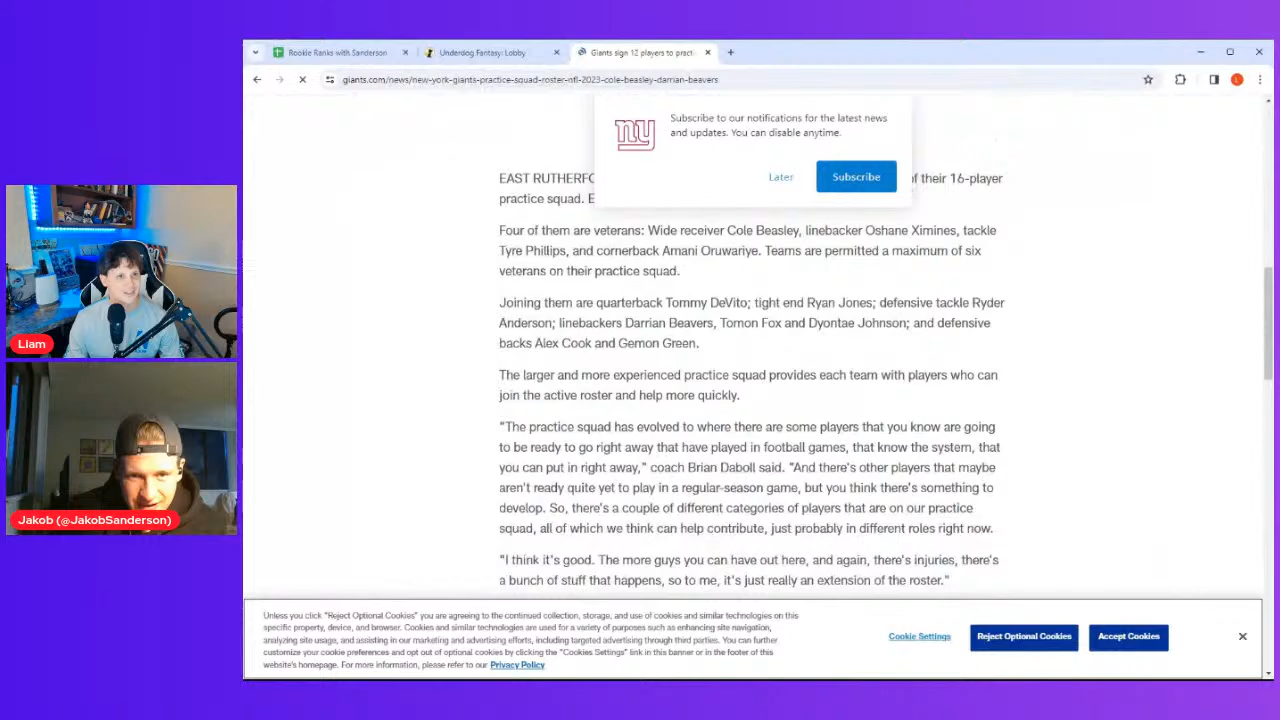 Rookie Ranks with Sanderson
Underdog Fantasy: Lobby
Giants sign 12 players to practi
giants.com/news/new-york-giants-practice-squad-roster-nfl-2023-cole-beasley-darrian-beavers
Subscribe to our notifications for the latest news
and updates. You can disable anytime.
ny
Later
Subscribe
EAST RUTHERFO
of their 16-player
practice squad. E
Four of them are veterans: Wide receiver Cole Beasley, linebacker Oshane Ximines, tackle
Tyre Phillips, and cornerback Amani Oruwariye. Teams are permitted a maximum of six
veterans on their practice squad.
Joining them are quarterback Tommy DeVito; tight end Ryan Jones; defensive tackle Ryder
Anderson; linebackers Darrian Beavers, Tomon Fox and Dyontae Johnson; and defensive
backs Alex Cook and Gemon Green.
The larger and more experienced practice squad provides each team with players who can
join the active roster and help more quickly.
"The practice squad has evolved to where there are some players that you know are going
to be ready to go right away that have played in football games, that know the system, that
you can put in right away," coach Brian Daboll said. "And there's other players that maybe
aren't ready quite yet to play in a regular-season game, but you think there's something to
develop. So, there's a couple of different categories of players that are on our practice
squad, all of which we think can help contribute, just probably in different roles right now.
"I think it's good. The more guys you can have out here, and again, there's injuries, there's
a bunch of stuff that happens, so to me, it's just really an extension of the roster."
Unless you click "Reject Optional Cookies" you are agreeing to the continued collection, storage, and use of cookies and similar technologies on this
specific property, device, and browser. Cookies and similar technologies are used for a variety of purposes such as enhancing site navigation,
analyzing site usage, and assisting in our marketing and advertising efforts, including targeted advertising through third parties. You can further
customize your cookie preferences and opt out of optional cookies by clicking the "Cookies Settings" link in this banner or in the footer of this
website's homepage. For more information, please refer to our Privacy Policy
Cookie Settings
Reject Optional Cookies
Accept Cookies
Liam
Jakob (@JakobSanderson)